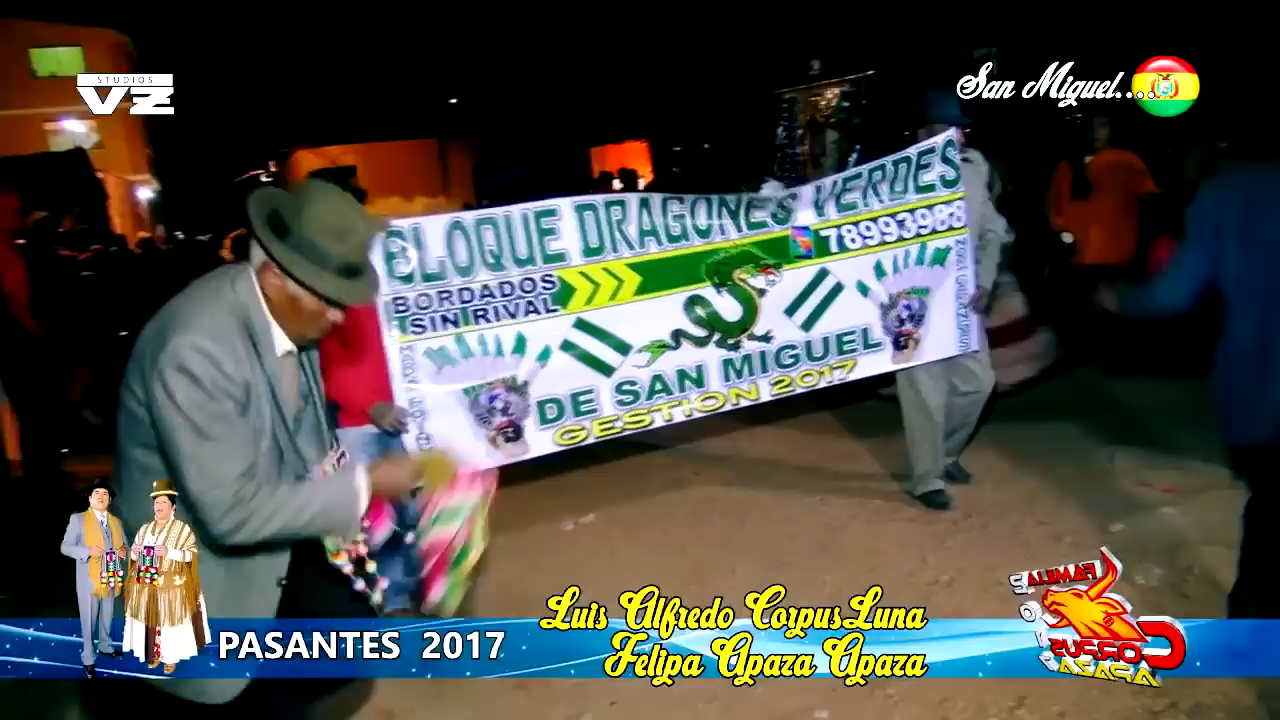 STUDIOS
VZ
San Miguel....
BLOQUE DRAGONES VERDES
78993988
BORDADOS
SIN RIVAL
DE SAN MIGUEL
GESTION 2017
PASANTES 2017
Luis Alfredo Corpus Luna
Felipa Apaza Apaza
FAMILIA
CORPUS
APAZA